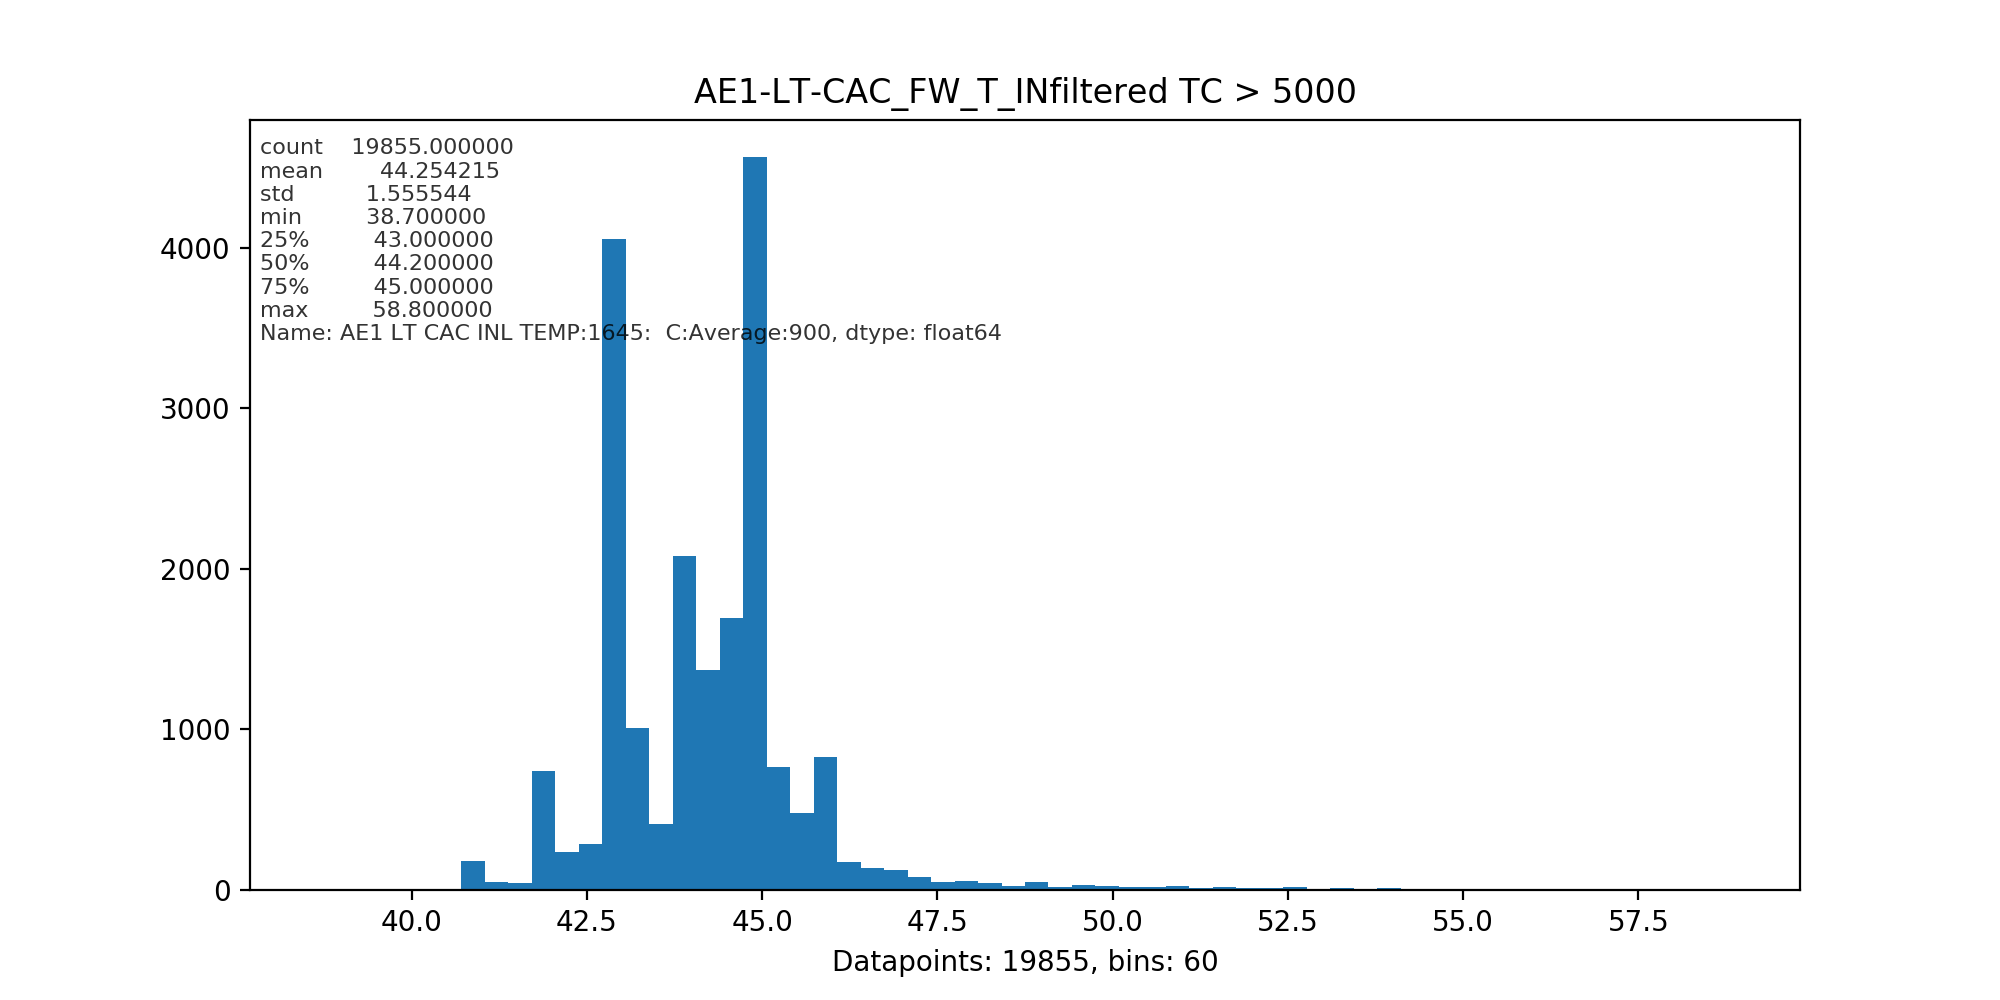 AE1-LT-CAC_FW_T_INfiltered TC > 5000
count 19855.000000
mean 44.254215
std 1.555544
min 38.700000
25% 43.000000
50% 44.200000
75% 45.000000
max 58.800000
Name: AE1 LT CAC INL TEMP:1645:  C:Average:900, dtype: float64
4000
3000
2000
1000
0
40.0 42.5 45.0 47.5 50.0 52.5 55.0 57.5
Datapoints: 19855, bins: 60